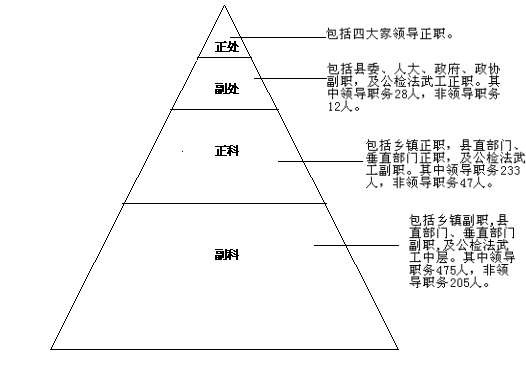 正处
包括四大家领导正职。
副处
包括县委、人大、政府、政协
副职，及公检法武工正职。其
中领导职务28人，非领导职务
12人。
正科
包括乡镇正职，县直部门、
垂直部门正职，及公检法武
工副职。其中领导职务233
人，非领导职务47人。
副科
包括乡镇副职,县
直部门、垂直部门
副职,及公检法武
工中层。其中领导
职务475人，非领
导职务205人。